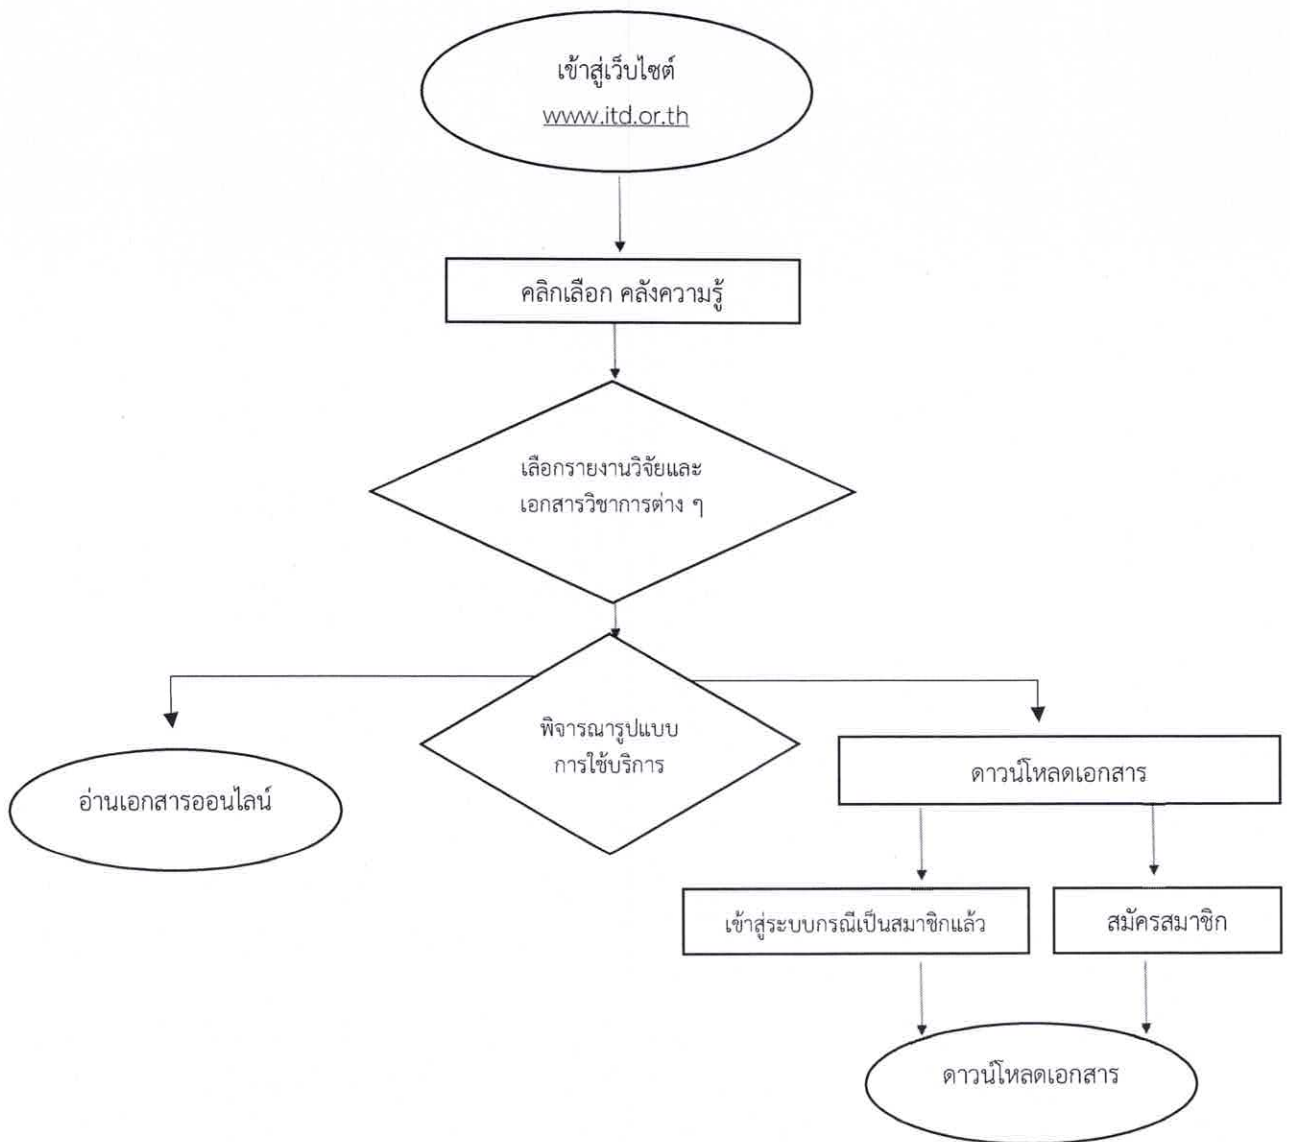 เข้าสู่เว็บไซต์
www.itd.or.th
คลิกเลือก คลังความรู้
เลือกรายงานวิจัยและ
เอกสารวิชาการต่าง ๆ
พิจารณารูปแบบ
การใช้บริการ
อ่านเอกสารออนไลน์
ดาวน์โหลดเอกสาร
เข้าสู่ระบบกรณีเป็นสมาชิกแล้ว
สมัครสมาชิก
ดาวน์โหลดเอกสาร